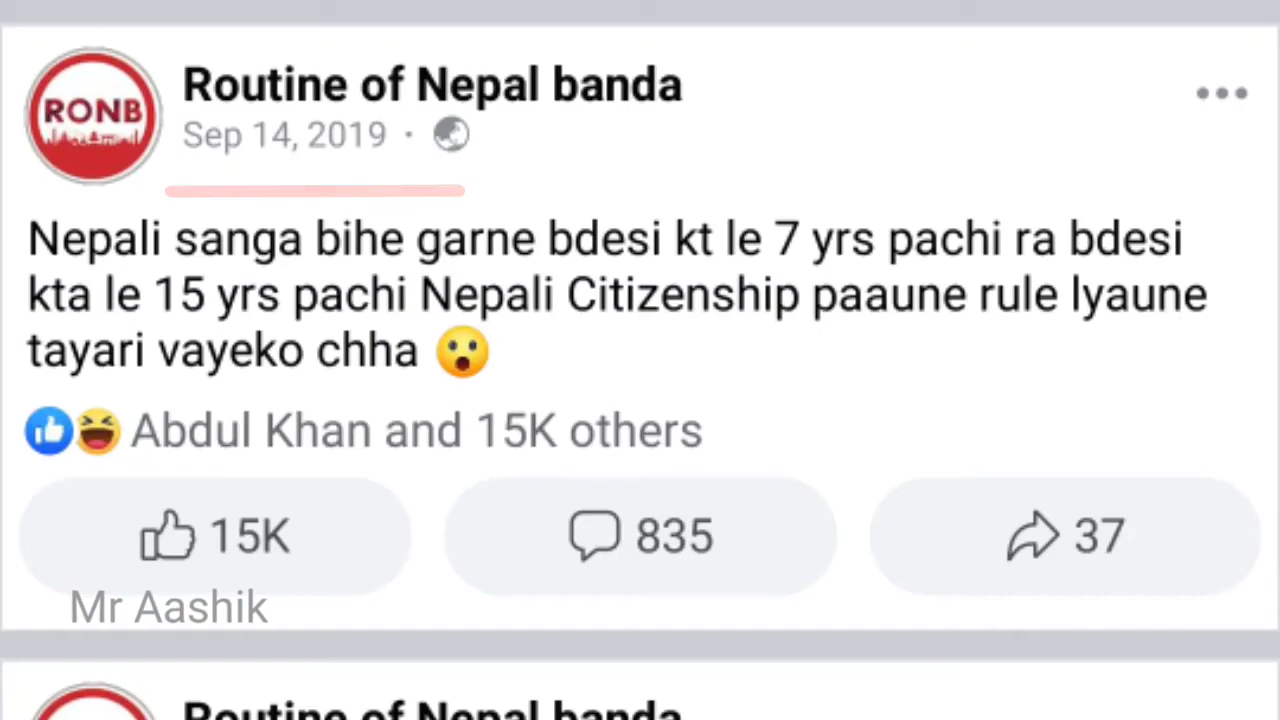 RONB
Routine of Nepal banda
Sep 14, 2019 ·
Nepali sanga bihe garne bdesi kt le 7 yrs pachi ra bdesi
kta le 15 yrs pachi Nepali Citizenship paaune rule lyaune
tayari vayeko chha 😮
Abdul Khan and 15K others
15K 835 37
Mr Aashik
Routine of Nepal banda